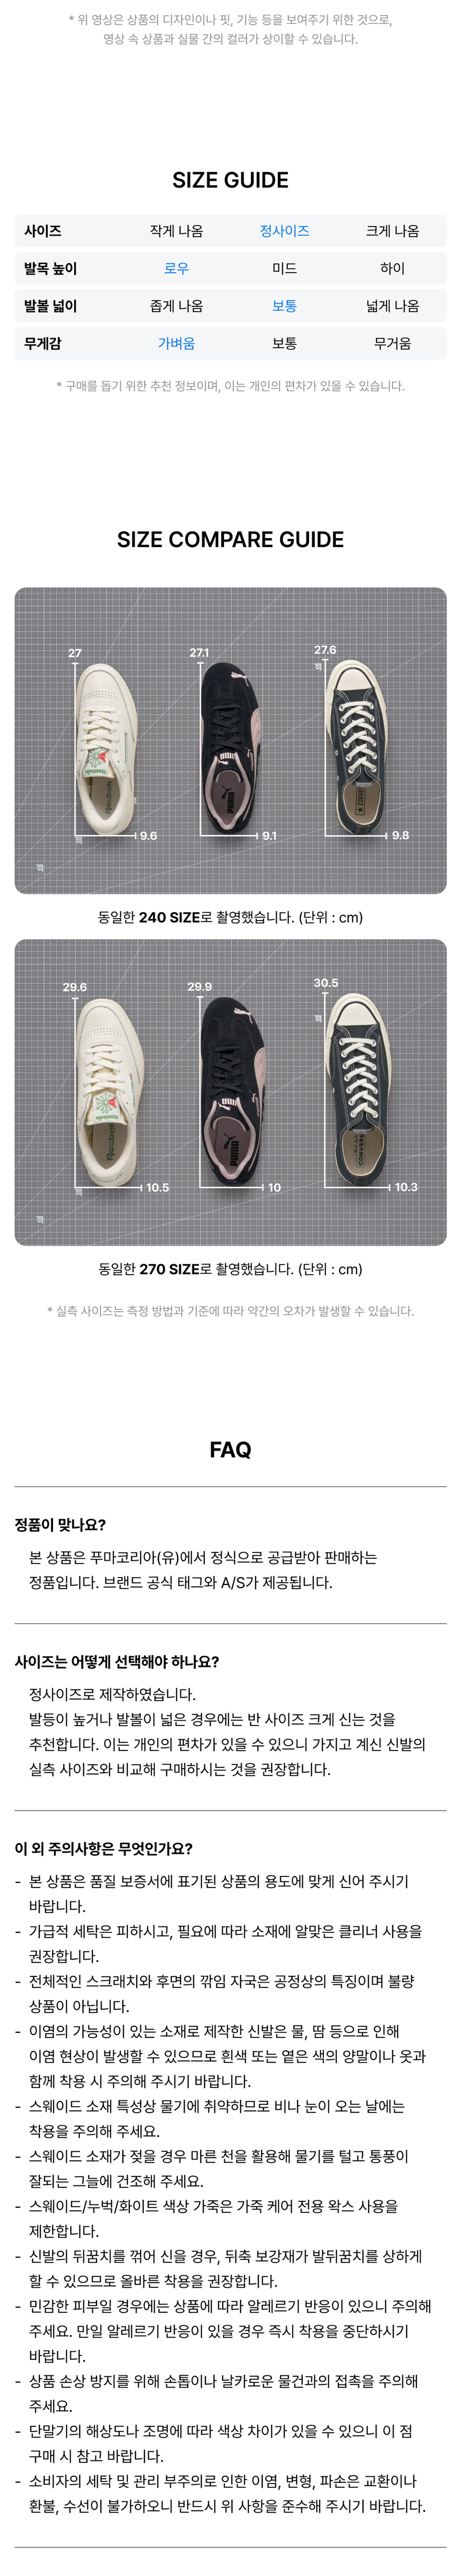 * 위 영상은 상품의 디자인이나 핏, 기능 등을 보여주기 위한 것으로,
영상 속 상품과 실물 간의 컬러가 상이할 수 있습니다.
SIZE GUIDE
사이즈 작게 나옴 정사이즈 크게 나옴
발목 높이 로우 미드 하이
발볼 넓이 좁게 나옴 보통 넓게 나옴
무게감 가벼움 보통 무거움
* 구매를 돕기 위한 추천 정보이며, 이는 개인의 편차가 있을 수 있습니다.
SIZE COMPARE GUIDE
27 27.1 27.6
Reebok PUMA
9.6 9.1 9.8
동일한 240 SIZE로 촬영했습니다. (단위 : cm)
29.6 29.9 30.5
Reebok PUMA CONVERSE
10.5 10 10.3
동일한 270 SIZE로 촬영했습니다. (단위 : cm)
* 실측 사이즈는 측정 방법과 기준에 따라 약간의 오차가 발생할 수 있습니다.
FAQ
정품이 맞나요?
본 상품은 푸마코리아(유)에서 정식으로 공급받아 판매하는
정품입니다. 브랜드 공식 태그와 A/S가 제공됩니다.
사이즈는 어떻게 선택해야 하나요?
정사이즈로 제작하였습니다.
발등이 높거나 발볼이 넓은 경우에는 반 사이즈 크게 신는 것을
추천합니다. 이는 개인의 편차가 있을 수 있으니 가지고 계신 신발의
실측 사이즈와 비교해 구매하시는 것을 권장합니다.
이 외 주의사항은 무엇인가요?
- 본 상품은 품질 보증서에 표기된 상품의 용도에 맞게 신어 주시기
바랍니다.
- 가급적 세탁은 피하시고, 필요에 따라 소재에 알맞은 클리너 사용을
권장합니다.
- 전체적인 스크래치와 후면의 깎임 자국은 공정상의 특징이며 불량
상품이 아닙니다.
- 이염의 가능성이 있는 소재로 제작한 신발은 물, 땀 등으로 인해
이염 현상이 발생할 수 있으므로 흰색 또는 옅은 색의 양말이나 옷과
함께 착용 시 주의해 주시기 바랍니다.
- 스웨이드 소재 특성상 물기에 취약하므로 비나 눈이 오는 날에는
착용을 주의해 주세요.
- 스웨이드 소재가 젖을 경우 마른 천을 활용해 물기를 털고 통풍이
잘되는 그늘에 건조해 주세요.
- 스웨이드/누벅/화이트 색상 가죽은 가죽 케어 전용 왁스 사용을
제한합니다.
- 신발의 뒤꿈치를 꺾어 신을 경우, 뒤축 보강재가 발뒤꿈치를 상하게
할 수 있으므로 올바른 착용을 권장합니다.
- 민감한 피부일 경우에는 상품에 따라 알레르기 반응이 있으니 주의해
주세요. 만일 알레르기 반응이 있을 경우 즉시 착용을 중단하시기
바랍니다.
- 상품 손상 방지를 위해 손톱이나 날카로운 물건과의 접촉을 주의해
주세요.
- 단말기의 해상도나 조명에 따라 색상 차이가 있을 수 있으니 이 점
구매 시 참고 바랍니다.
- 소비자의 세탁 및 관리 부주의로 인한 이염, 변형, 파손은 교환이나
환불, 수선이 불가하오니 반드시 위 사항을 준수해 주시기 바랍니다.